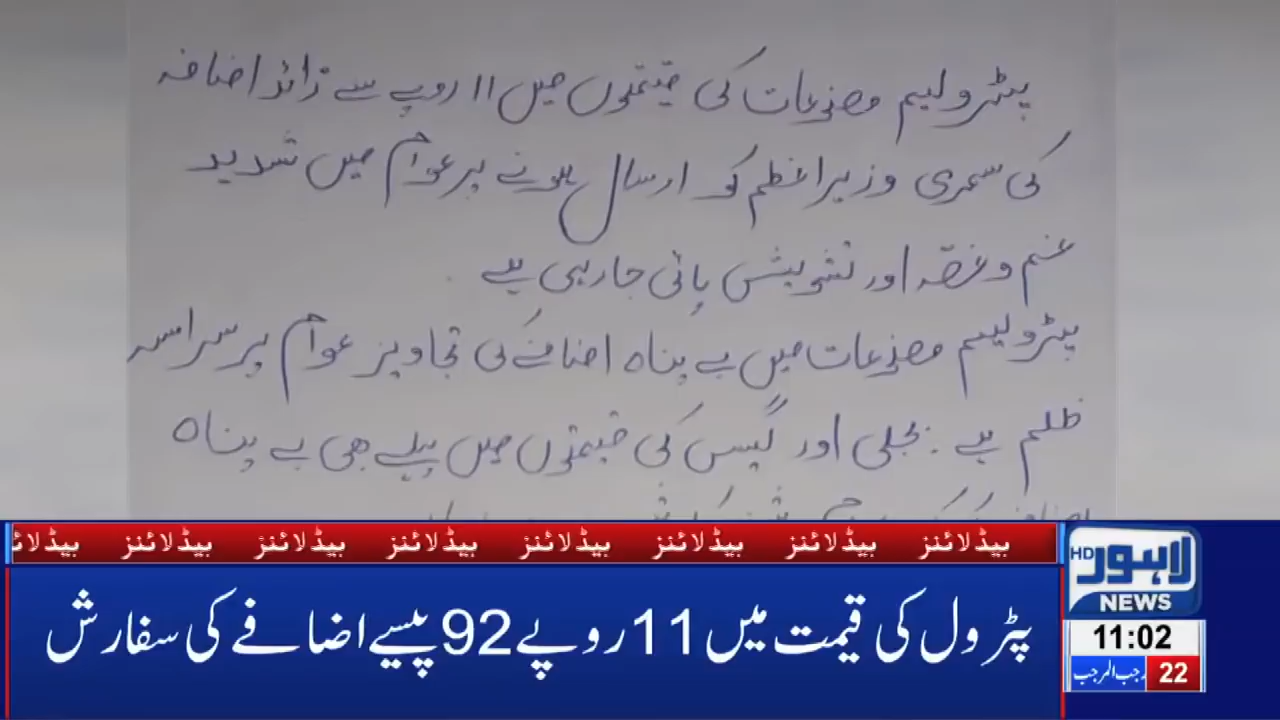 پٹرولیم مصنوعات کی قیمتوں میں 11 روپے سے زائد اضافہ
کی سمری وزیراعظم کو ارسال ہونے پر عوام میں شدید
غم و غصہ اور تشویش پائی جارہی ہے
پیٹرولیم مصنوعات میں بے پناہ اضافے کی تجاویز عوام پر سراسر
ظلم ہے۔ بجلی اور گیس کی قیمتوں میں پہلے ہی بے پناہ
ہیڈلائنز ہیڈلائنز ہیڈلائنز ہیڈلائنز ہیڈلائنز ہیڈلائنز ہیڈلائنز ہیڈلائنز
پٹرول کی قیمت میں 11 روپے 92 پیسے اضافے کی سفارش
لاہور HD
NEWS
11:02
22 رجب المرجب